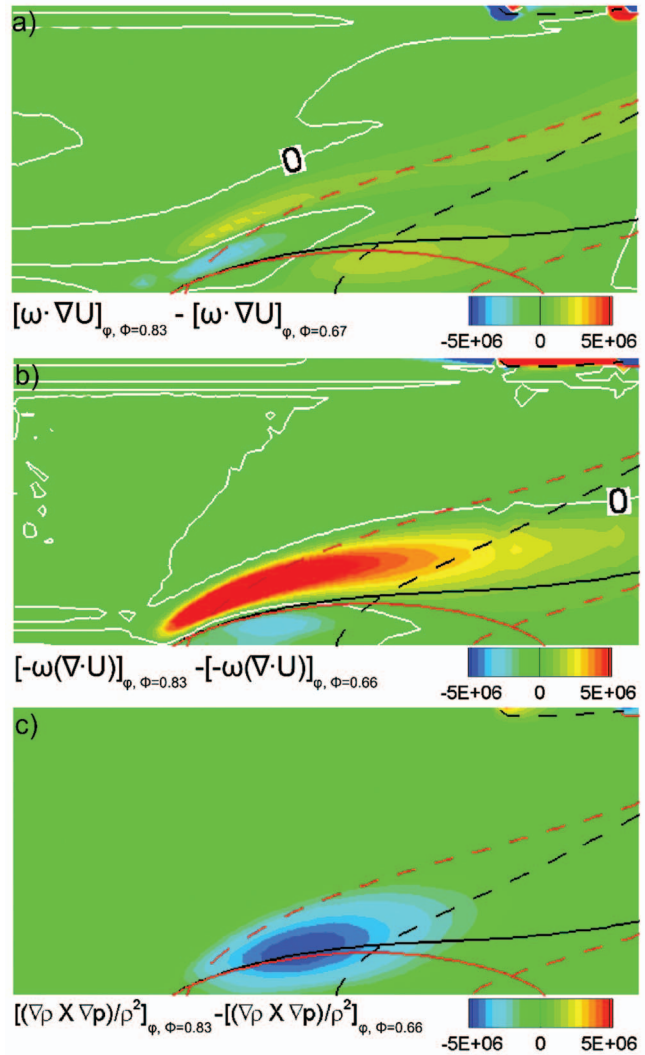 a)
0
[ω· ∇U]φ, Φ=0.83 - [ω· ∇U]φ, Φ=0.67
-5E+06 0 5E+06
b)
0
[-ω(∇·U)]φ, Φ=0.83 -[-ω(∇·U)]φ, Φ=0.66
-5E+06 0 5E+06
c)
[(∇ρ X ∇p)/ρ²]φ, Φ=0.83-[(∇ρ X ∇p)/ρ²]φ, Φ=0.66
-5E+06 0 5E+06